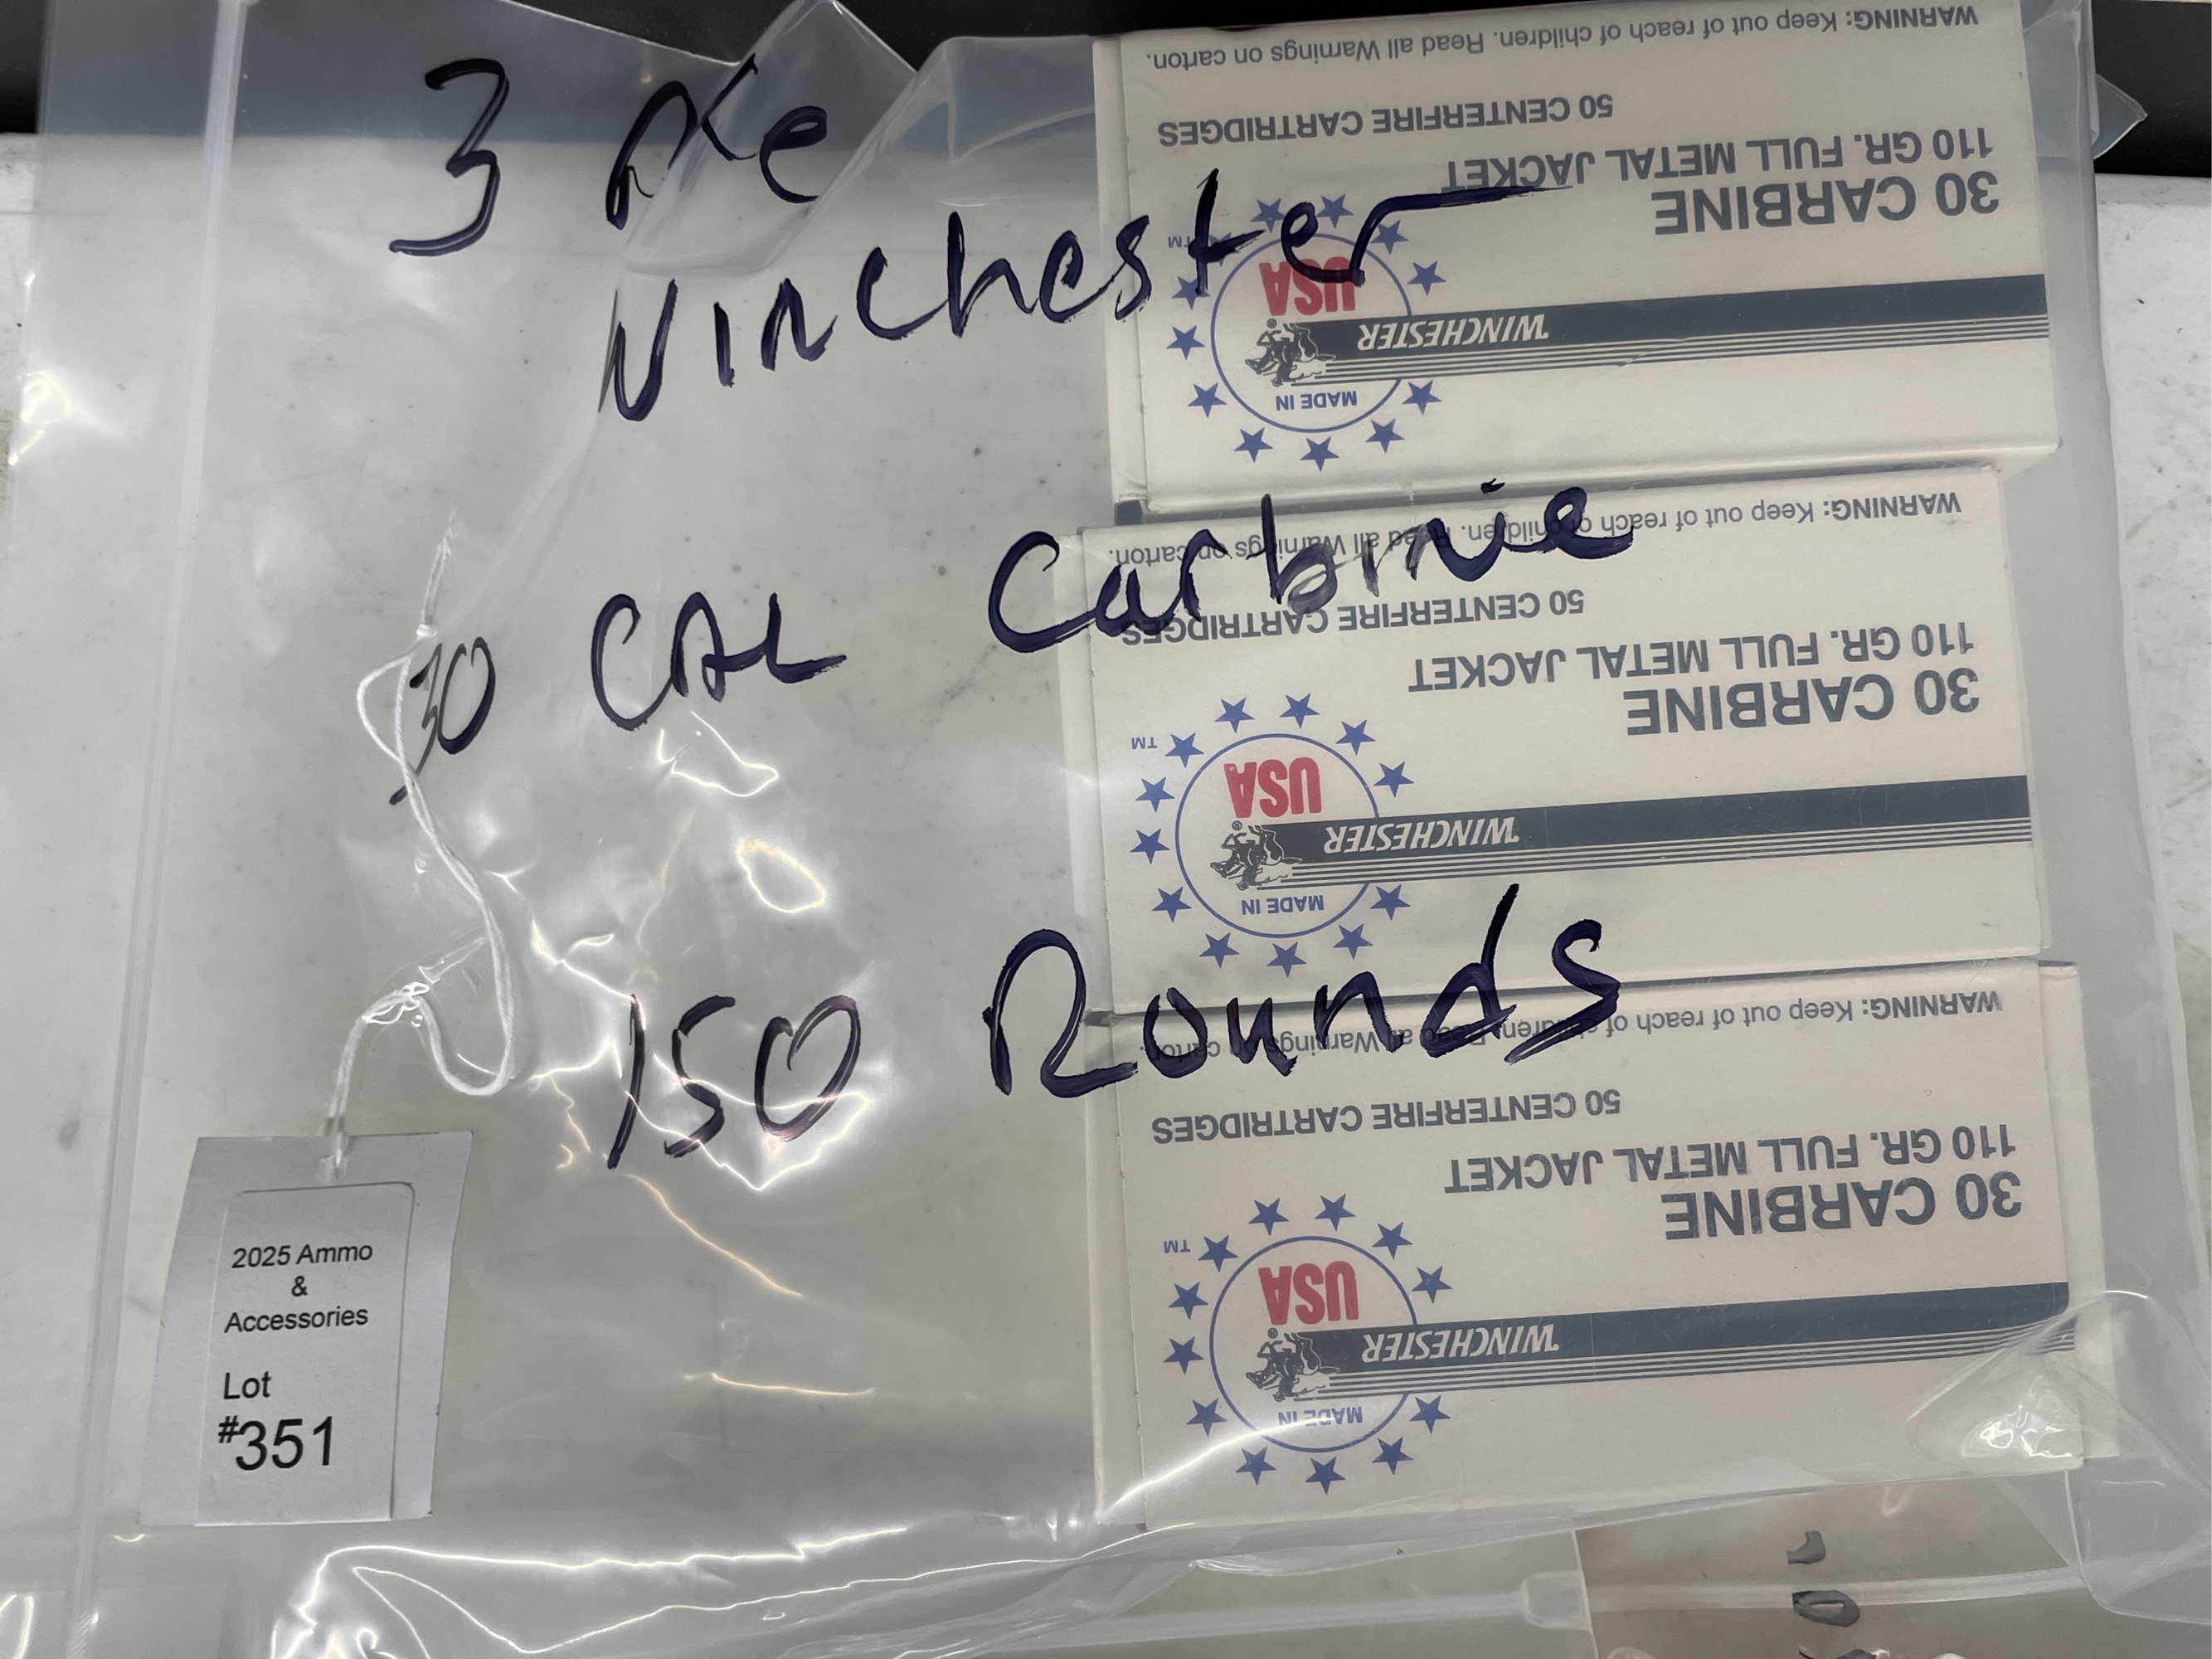 3 
Winchester
30 CAL Carbinie
150 Rounds
2025 Ammo
&
Accessories
Lot
#351
WARNING: Keep out of reach of children. Read all Warnings on carton.
50 CENTERFIRE CARTRIDGES
110 GR. FULL METAL JACKET
30 CARBINE
TM
USA
WINCHESTER
®
MADE IN
WARNING: Keep out of reach of children. Read all Warnings on carton.
50 CENTERFIRE CARTRIDGES
110 GR. FULL METAL JACKET
30 CARBINE
TM
USA
WINCHESTER
®
MADE IN
WARNING: Keep out of reach of children. Read all Warnings on carton.
50 CENTERFIRE CARTRIDGES
110 GR. FULL METAL JACKET
30 CARBINE
TM
USA
WINCHESTER
®
MADE IN